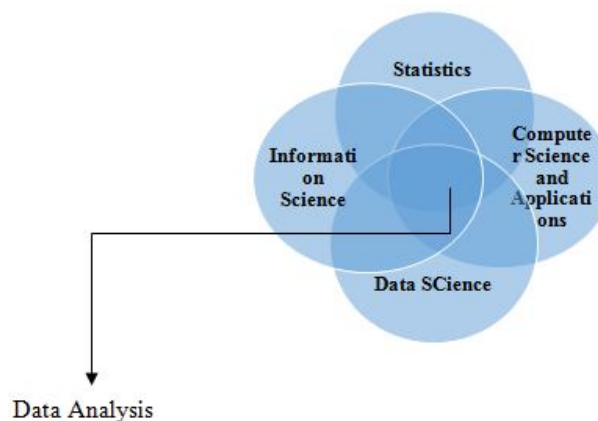 Statistics
Informati
on
Science
Compute
r Science
and
Applicati
ons
Data SCience
Data Analysis